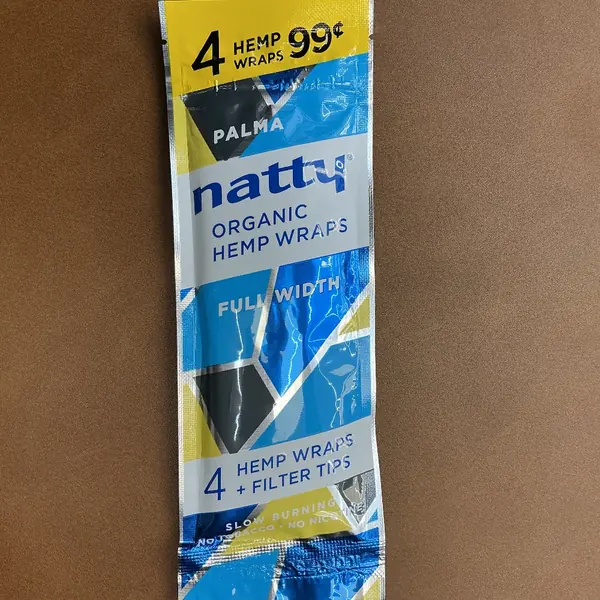 4 HEMP WRAPS 99¢
PALMA
natty
ORGANIC
HEMP WRAPS
FULL WIDTH
4 HEMP WRAPS
+ FILTER TIPS
SLOW BURNING
NO TOBACCO · NO NICOTINE